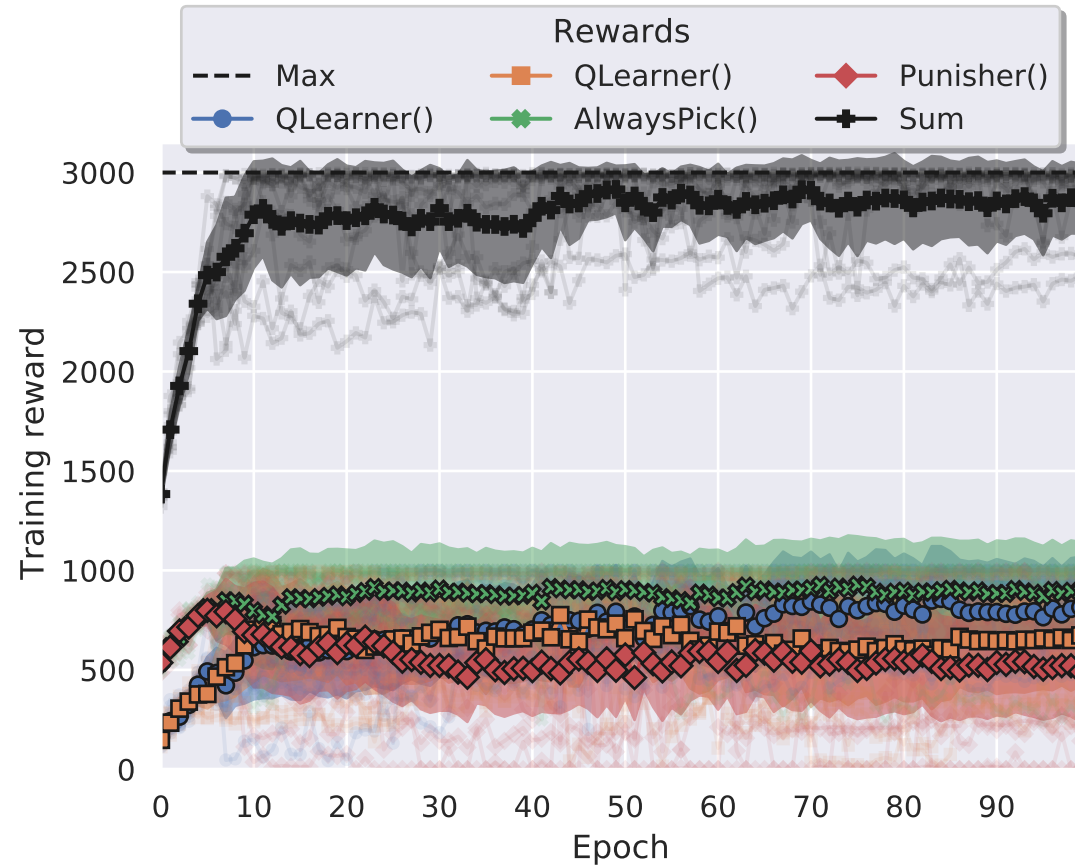 Rewards
Max QLearner() Punisher()
QLearner() AlwaysPick() Sum
3000
2500
2000
1500
1000
500
0
Training reward
0 10 20 30 40 50 60 70 80 90
Epoch